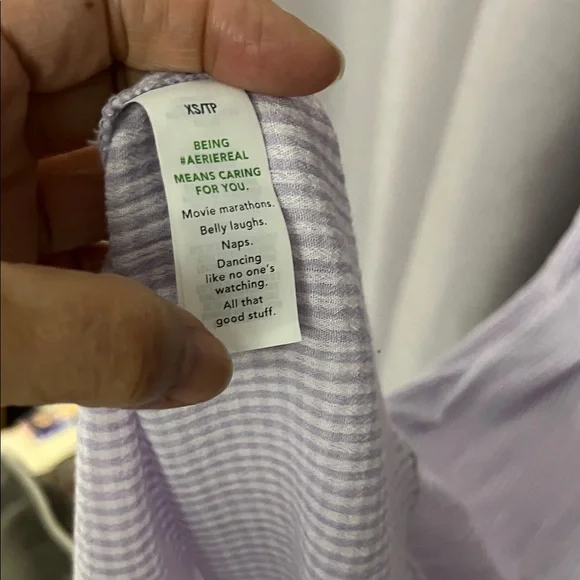 XS/TP
BEING
#AERIEREAL
MEANS CARING
FOR YOU.
Movie marathons.
Belly laughs.
Naps.
Dancing
like no one's
watching.
All that
good stuff.